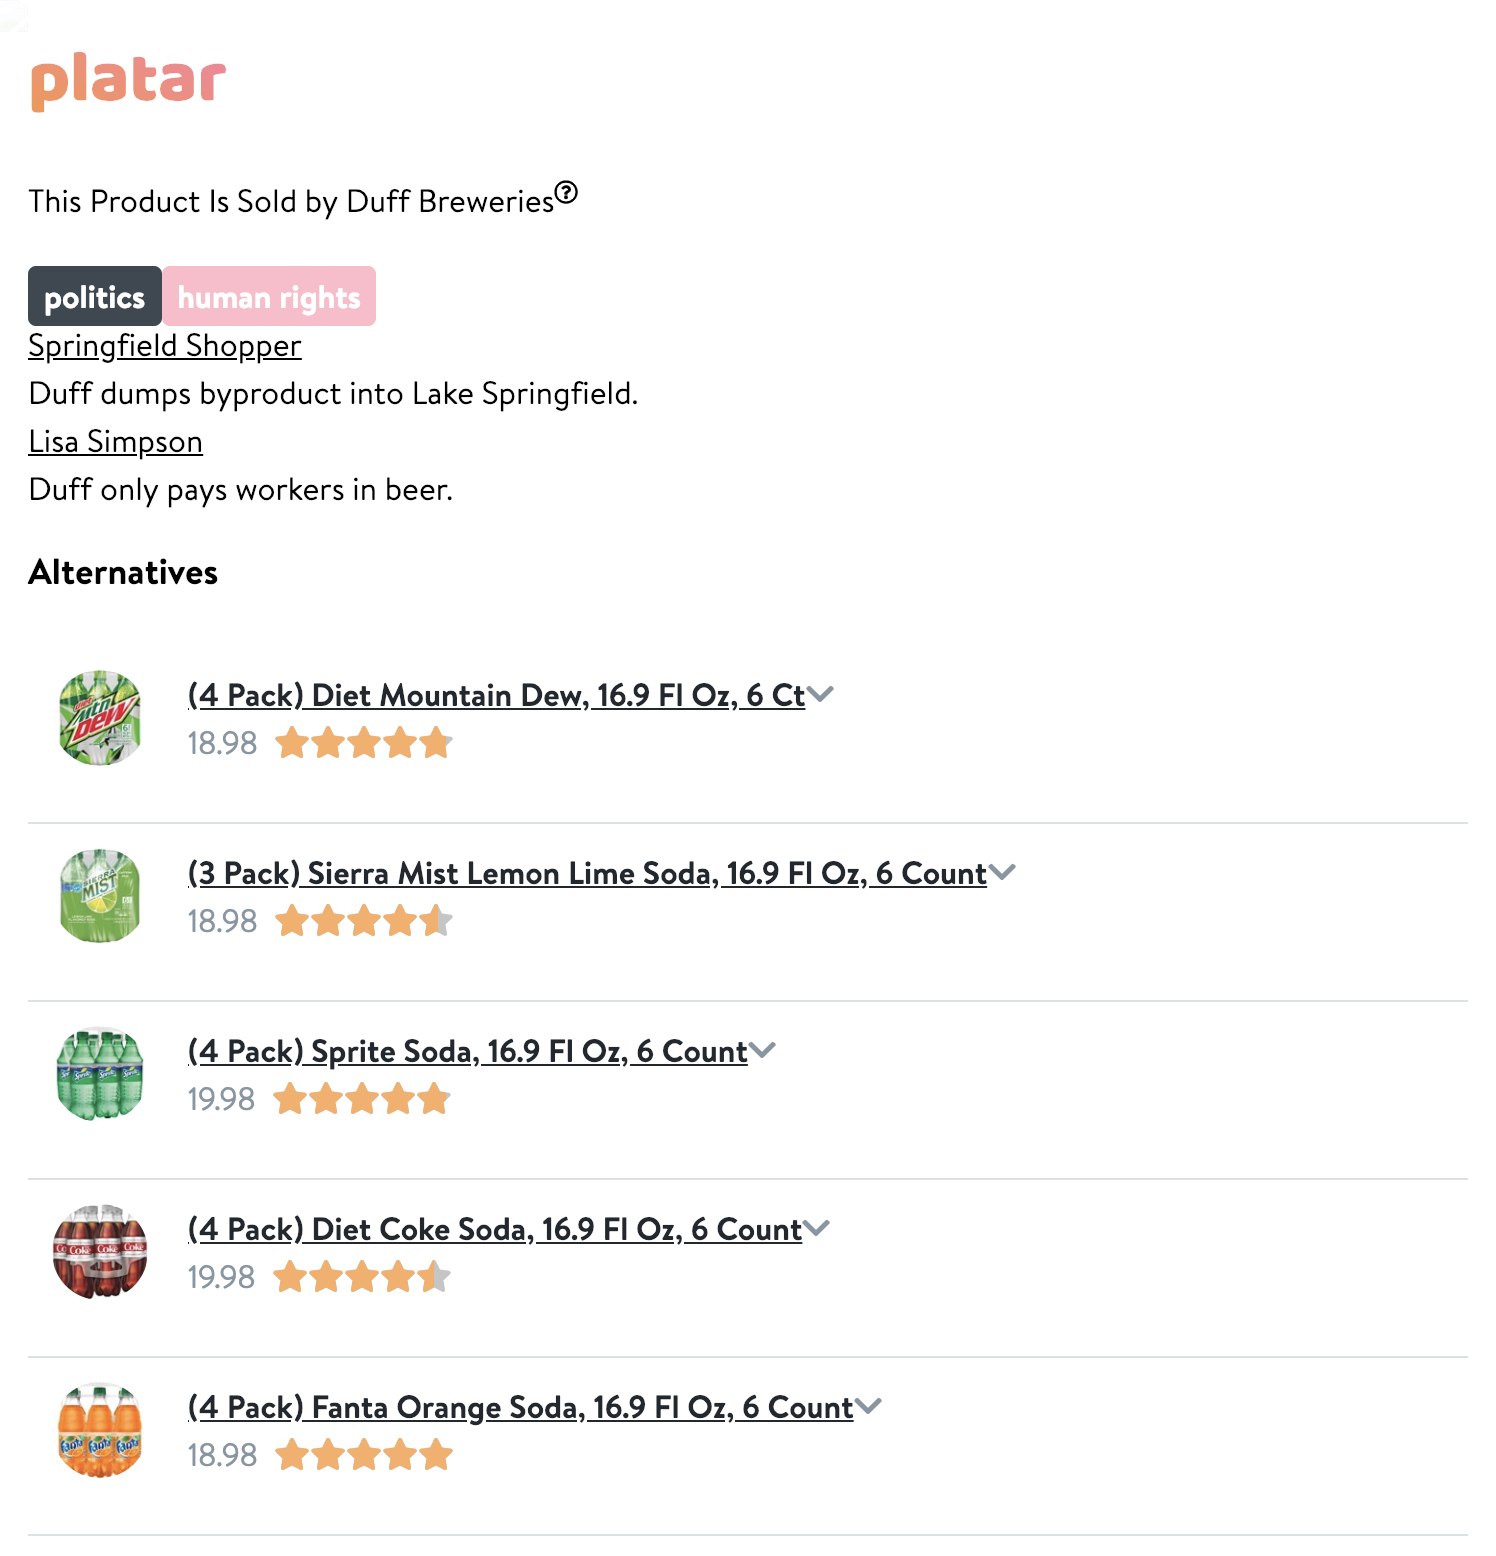 platar
This Product Is Sold by Duff Breweries?
politics human rights
Springfield Shopper
Duff dumps byproduct into Lake Springfield.
Lisa Simpson
Duff only pays workers in beer.
Alternatives
(4 Pack) Diet Mountain Dew, 16.9 Fl Oz, 6 Ct
18.98
(3 Pack) Sierra Mist Lemon Lime Soda, 16.9 Fl Oz, 6 Count
18.98
(4 Pack) Sprite Soda, 16.9 Fl Oz, 6 Count
19.98
(4 Pack) Diet Coke Soda, 16.9 Fl Oz, 6 Count
19.98
(4 Pack) Fanta Orange Soda, 16.9 Fl Oz, 6 Count
18.98